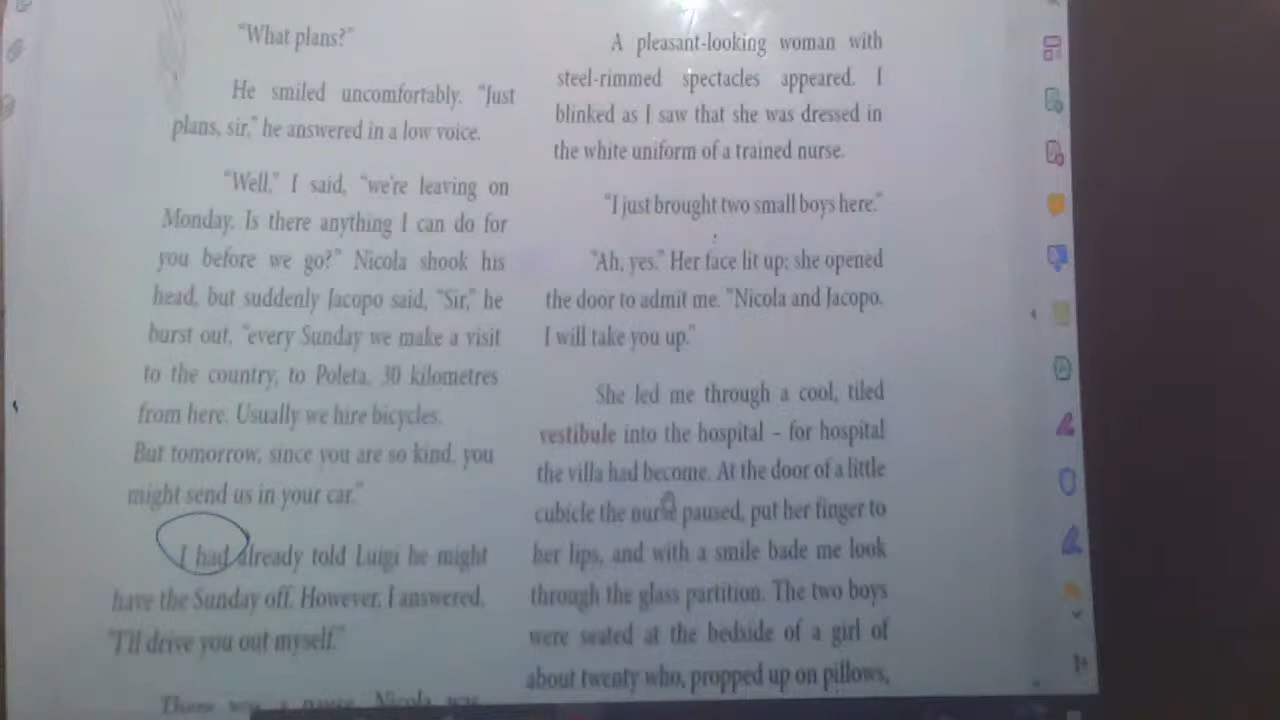 "What plans?"
He smiled uncomfortably. "Just
plans, sir," he answered in a low voice.
"Well," I said, "we're leaving on
Monday. Is there anything I can do for
you before we go?" Nicola shook his
head, but suddenly Jacopo said, "Sir," he
burst out, "every Sunday we make a visit
to the country, to Poleta, 30 kilometres
from here. Usually we hire bicycles.
But tomorrow, since you are so kind, you
might send us in your car."
I had already told Luigi he might
have the Sunday off. However, I answered,
"I'll drive you out myself."
There was a pause. Nicola was
A pleasant-looking woman with
steel-rimmed spectacles appeared. I
blinked as I saw that she was dressed in
the white uniform of a trained nurse.
"I just brought two small boys here."
"Ah, yes." Her face lit up; she opened
the door to admit me. "Nicola and Jacopo.
I will take you up."
She led me through a cool, tiled
vestibule into the hospital – for hospital
the villa had become. At the door of a little
cubicle the nurse paused, put her finger to
her lips, and with a smile bade me look
through the glass partition. The two boys
were seated at the bedside of a girl of
about twenty who, propped up on pillows,